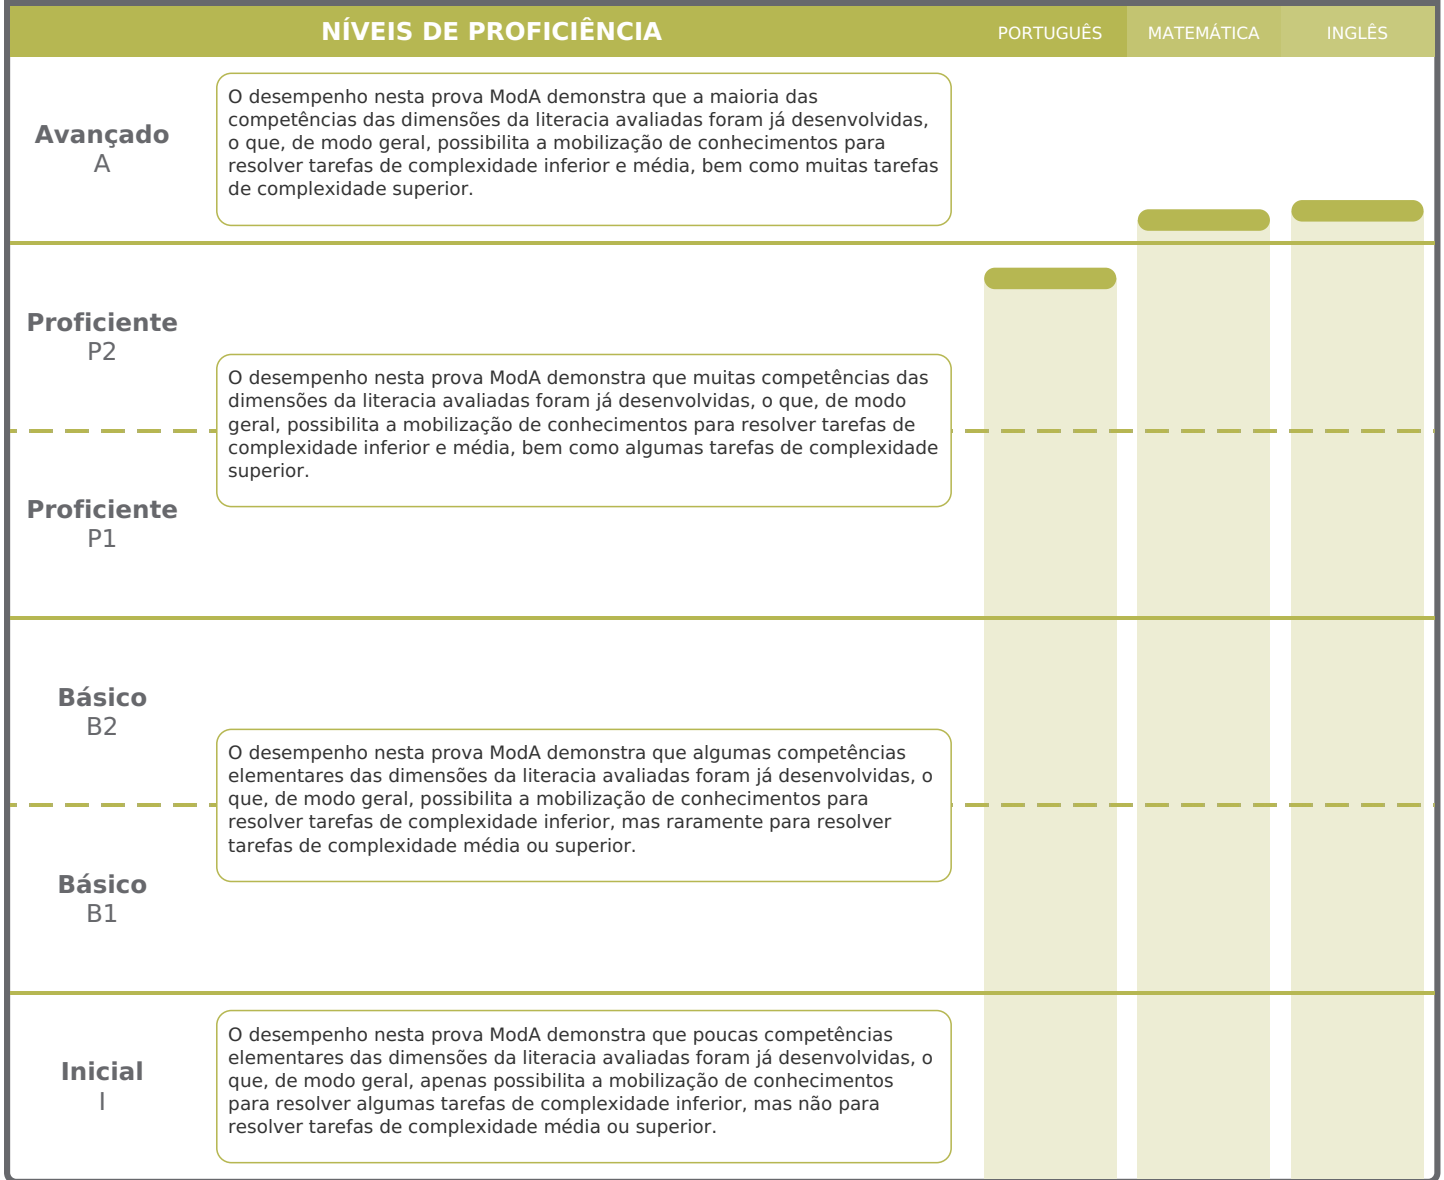 NÍVEIS DE PROFICIÊNCIA
PORTUGUÊS
MATEMÁTICA
INGLÊS
Avançado
A
O desempenho nesta prova ModA demonstra que a maioria das
competências das dimensões da literacia avaliadas foram já desenvolvidas,
o que, de modo geral, possibilita a mobilização de conhecimentos para
resolver tarefas de complexidade inferior e média, bem como muitas tarefas
de complexidade superior.
Proficiente
P2
O desempenho nesta prova ModA demonstra que muitas competências das
dimensões da literacia avaliadas foram já desenvolvidas, o que, de modo
geral, possibilita a mobilização de conhecimentos para resolver tarefas de
complexidade inferior e média, bem como algumas tarefas de complexidade
superior.
Proficiente
P1
Básico
B2
O desempenho nesta prova ModA demonstra que algumas competências
elementares das dimensões da literacia avaliadas foram já desenvolvidas, o
que, de modo geral, possibilita a mobilização de conhecimentos para
resolver tarefas de complexidade inferior, mas raramente para resolver
tarefas de complexidade média ou superior.
Básico
B1
Inicial
I
O desempenho nesta prova ModA demonstra que poucas competências
elementares das dimensões da literacia avaliadas foram já desenvolvidas, o
que, de modo geral, apenas possibilita a mobilização de conhecimentos
para resolver algumas tarefas de complexidade inferior, mas não para
resolver tarefas de complexidade média ou superior.